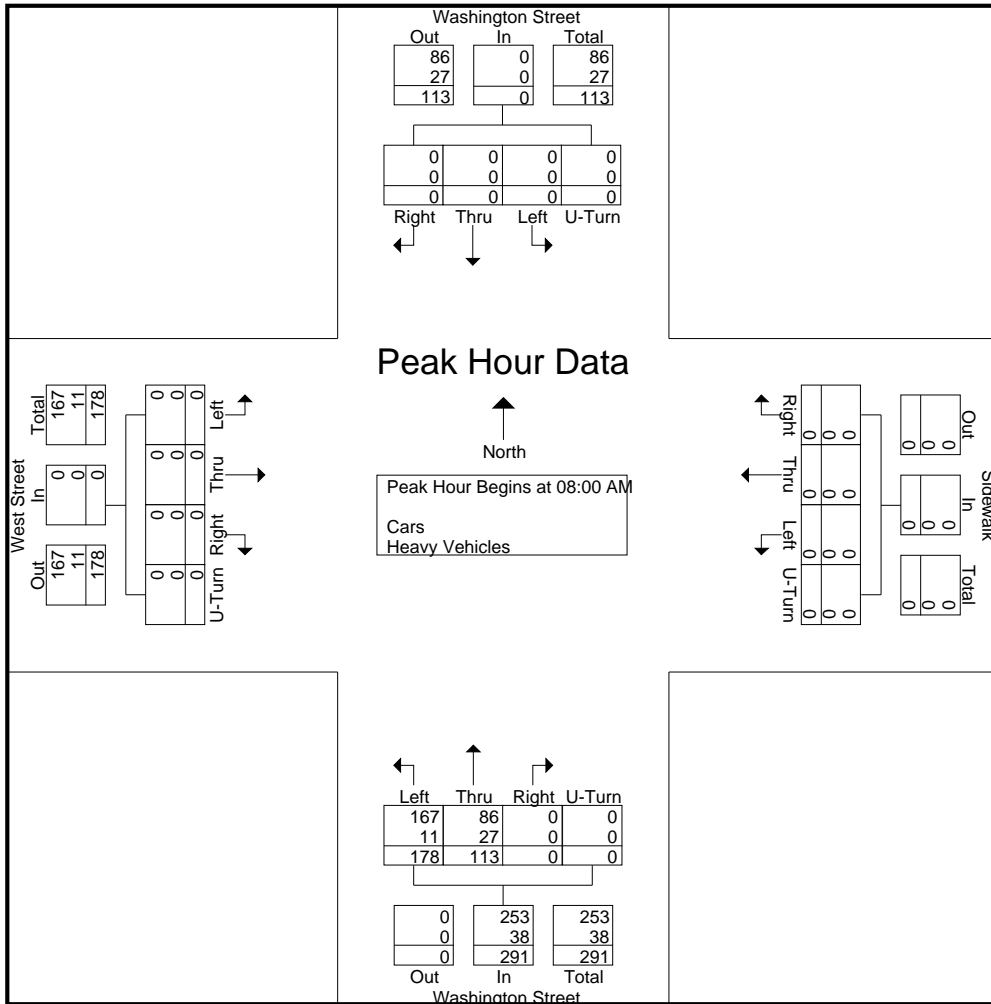 Washington Street
Out In Total
86 0 86
27 0 27
113 0 113
0 0 0 0
0 0 0 0
0 0 0 0
Right Thru Left U-Turn
Peak Hour Data
North
Peak Hour Begins at 08:00 AM
Cars
Heavy Vehicles
West Street
Total
167
11
178
In
0
0
0
Out
167
11
178
Left
0
0
0
Thru
0
0
0
Right
0
0
0
U-Turn
0
0
0
Right
0
0
0
Thru
0
0
0
Left
0
0
0
U-Turn
0
0
0
Sidewalk
Out
0
0
0
In
0
0
0
Total
0
0
0
Left Thru Right U-Turn
167 86 0 0
11 27 0 0
178 113 0 0
0 253 253
0 38 38
0 291 291
Out In Total
Washington Street